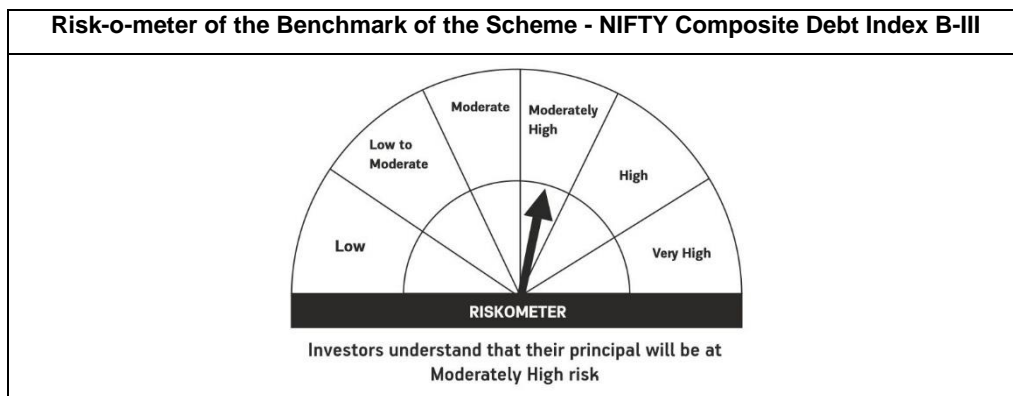 Risk-o-meter of the Benchmark of the Scheme - NIFTY Composite Debt Index B-III
Moderate
Moderately
High
Low to
Moderate
High
Low
Very High
RISKOMETER
Investors understand that their principal will be at
Moderately High risk